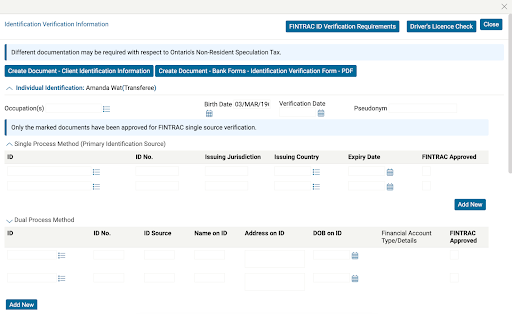 Identification Verification Information
FINTRAC ID Verification Requirements
Driver's Licence Check
Close
Different documentation may be required with respect to Ontario's Non-Resident Speculation Tax.
Create Document - Client Identification Information
Create Document - Bank Forms - Identification Verification Form - PDF
Individual Identification: Amanda Wat(Transferee)
Occupation(s)
Birth Date 03/MAR/
Verification Date
Pseudonym
Only the marked documents have been approved for FINTRAC single source verification.
Single Process Method (Primary Identification Source)
ID ID No. Issuing Jurisdiction Issuing Country Expiry Date FINTRAC Approved
Add New
Dual Process Method
ID ID No. ID Source Name on ID Address on ID DOB on ID Financial Account Type/Details FINTRAC Approved
Add New